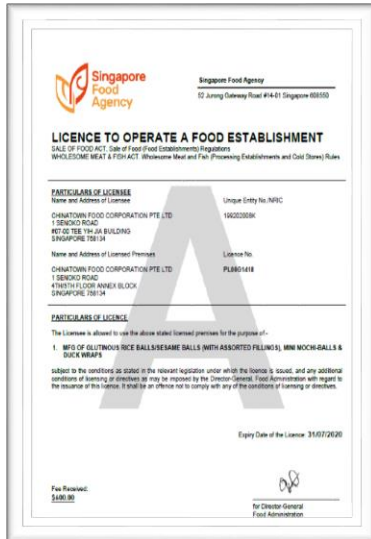 Singapore
Food
Agency
Singapore Food Agency
52 Jurong Gateway Road #14-01 Singapore 608550
LICENCE TO OPERATE A FOOD ESTABLISHMENT
SALE OF FOOD ACT, Sale of Food (Food Establishments) Regulations
WHOLESOME MEAT & FISH ACT, Wholesome Meat and Fish (Processing Establishments and Cold Stores) Rules
PARTICULARS OF LICENSEE
Name and Address of Licensee
Unique Entity No./NRIC
CHINATOWN FOOD CORPORATION PTE LTD
1 SENOKO ROAD
#07-00 TEE YIH JIA BUILDING
SINGAPORE 758134
Name and Address of Licensed Premises
Licence No.
CHINATOWN FOOD CORPORATION PTE LTD
1 SENOKO ROAD
4TH/5TH FLOOR ANNEX BLOCK
SINGAPORE 758134
A
PARTICULARS OF LICENCE
The Licensee is allowed to use the above stated licensed premises for the purpose of:-
1. MFG OF GLUTINOUS RICE BALLS/SESAME BALLS (WITH ASSORTED FILLINGS), MINI MOCHI-BALLS &
DUCK WRAPS
subject to the conditions as stated in the relevant legislation under which the licence is issued, and any additional
conditions of licensing or directives as may be imposed by the Director-General, Food Administration with regard to
the issuance of this licence. It shall be an offence not to comply with any of the conditions of licensing or directives.
Expiry Date of the Licence: 31/07/2020
Fee Received:
$600.00
for Director-General
Food Administration